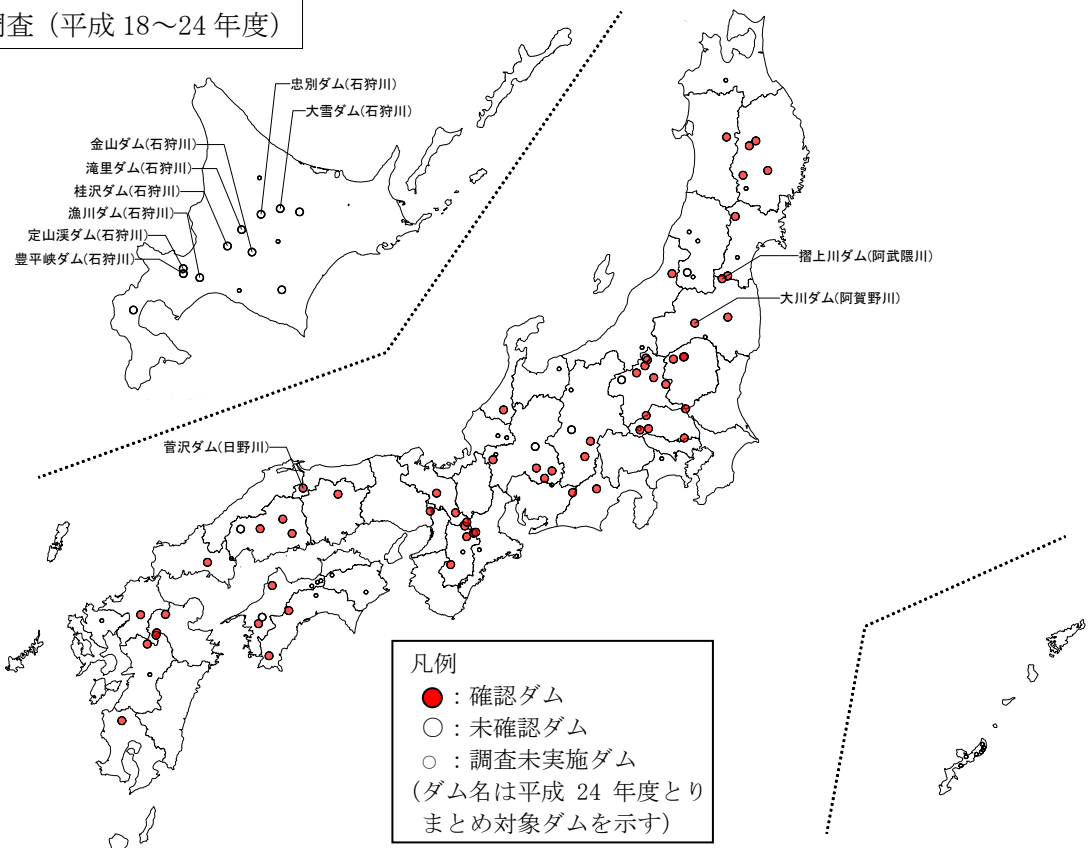 調査（平成 18～24 年度）
忠別ダム(石狩川)
大雪ダム(石狩川)
金山ダム(石狩川)
滝里ダム(石狩川)
桂沢ダム(石狩川)
漁川ダム(石狩川)
定山渓ダム(石狩川)
豊平峡ダム(石狩川)
摺上川ダム(阿武隈川)
大川ダム(阿賀野川)
菅沢ダム(日野川)
凡例
●：確認ダム
○：未確認ダム
○：調査未実施ダム
(ダム名は平成 24 年度とり
まとめ対象ダムを示す)